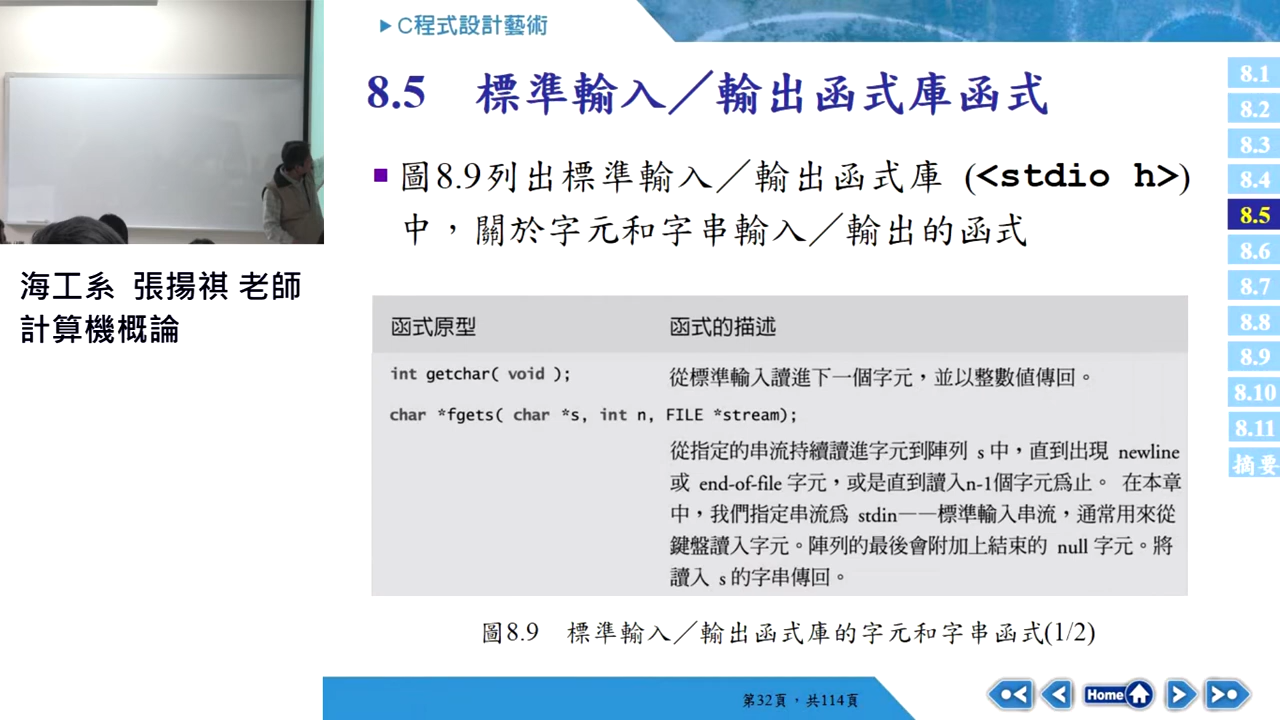 ▶C程式設計藝術
8.5 標準輸入／輸出函式庫函式
■ 圖8.9列出標準輸入／輸出函式庫 (<stdio h>)
中，關於字元和字串輸入／輸出的函式
海工系 張揚祺 老師
計算機概論
函式原型 函式的描述
int getchar( void ); 從標準輸入讀進下一個字元，並以整數值傳回。
char *fgets( char *s, int n, FILE *stream);
從指定的串流持續讀進字元到陣列 s 中，直到出現 newline
或 end-of-file 字元，或是直到讀入n-1個字元爲止。 在本章
中，我們指定串流爲 stdin——標準輸入串流，通常用來從
鍵盤讀入字元。陣列的最後會附加上結束的 null 字元。將
讀入 s 的字串傳回。
圖8.9 標準輸入／輸出函式庫的字元和字串函式(1/2)
8.1
8.2
8.3
8.4
8.5
8.6
8.7
8.8
8.9
8.10
8.11
摘要
第32頁，共114頁
Home